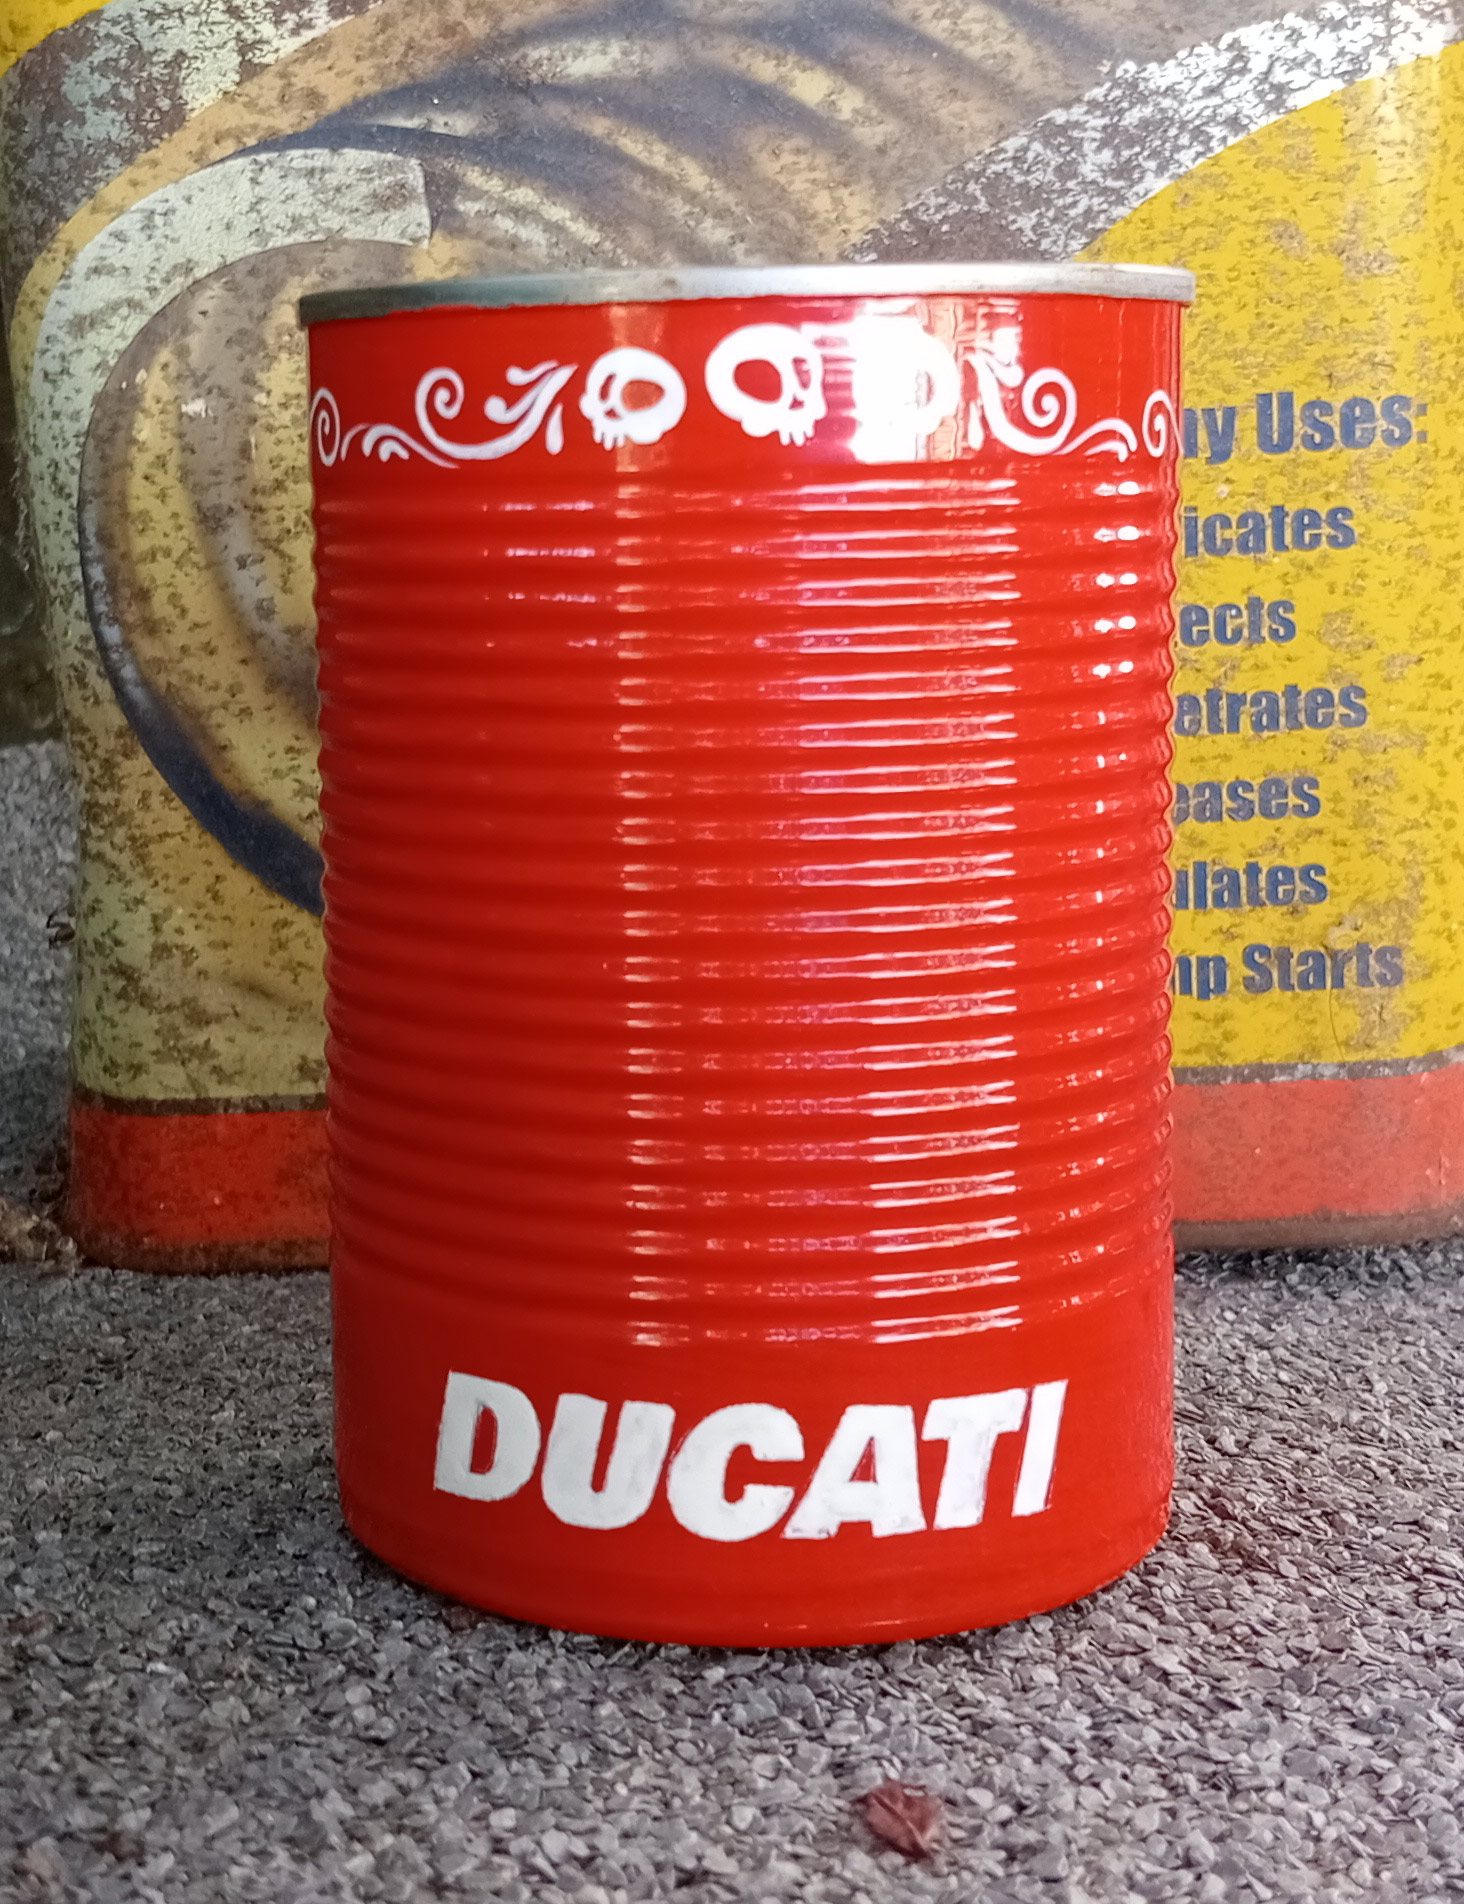 ny Uses:
icates
ects
etrates
eases
ulates
mp Starts
DUCATI